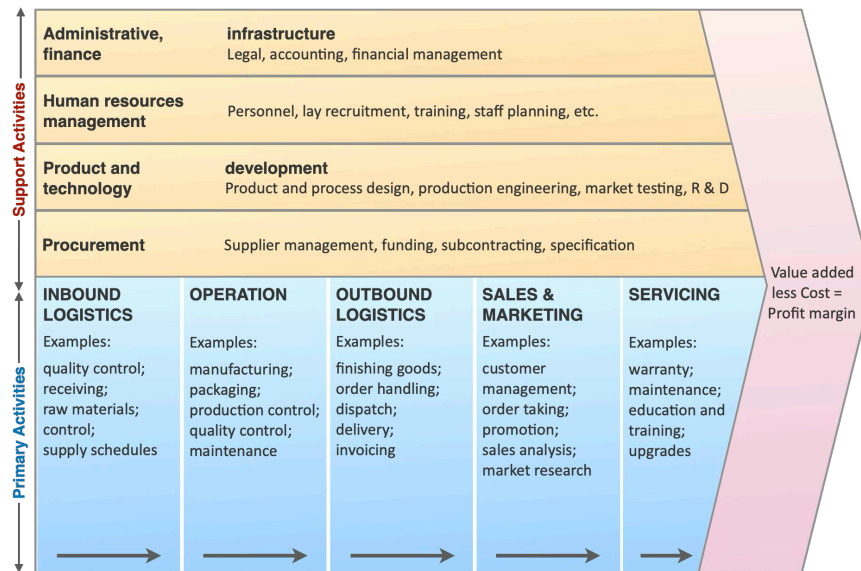 Support Activities
Administrative, infrastructure
finance Legal, accounting, financial management
Human resources
management
Personnel, lay recruitment, training, staff planning, etc.
Product and development
technology Product and process design, production engineering, market testing, R & D
Procurement Supplier management, funding, subcontracting, specification
Primary Activities
INBOUND
LOGISTICS
Examples:
quality control;
receiving;
raw materials;
control;
supply schedules
OPERATION
Examples:
manufacturing;
packaging;
production control;
quality control;
maintenance
OUTBOUND
LOGISTICS
Examples:
finishing goods;
order handling;
dispatch;
delivery;
invoicing
SALES &
MARKETING
Examples:
customer
management;
order taking;
promotion;
sales analysis;
market research
SERVICING
Examples:
warranty;
maintenance;
education and
training;
upgrades
Value added
less Cost =
Profit margin